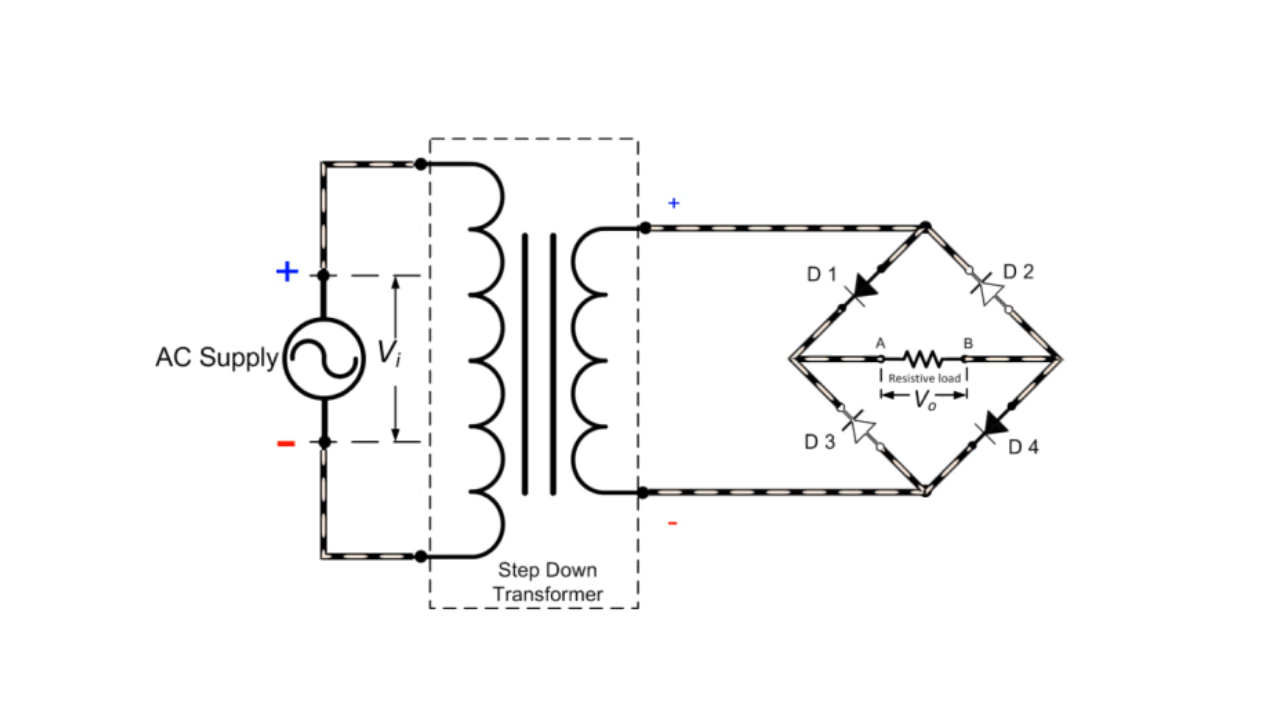 +
D 1
D 2
+
AC Supply
Vi
A
B
Resistive load
Vo
-
D 3
D 4
-
Step Down
Transformer